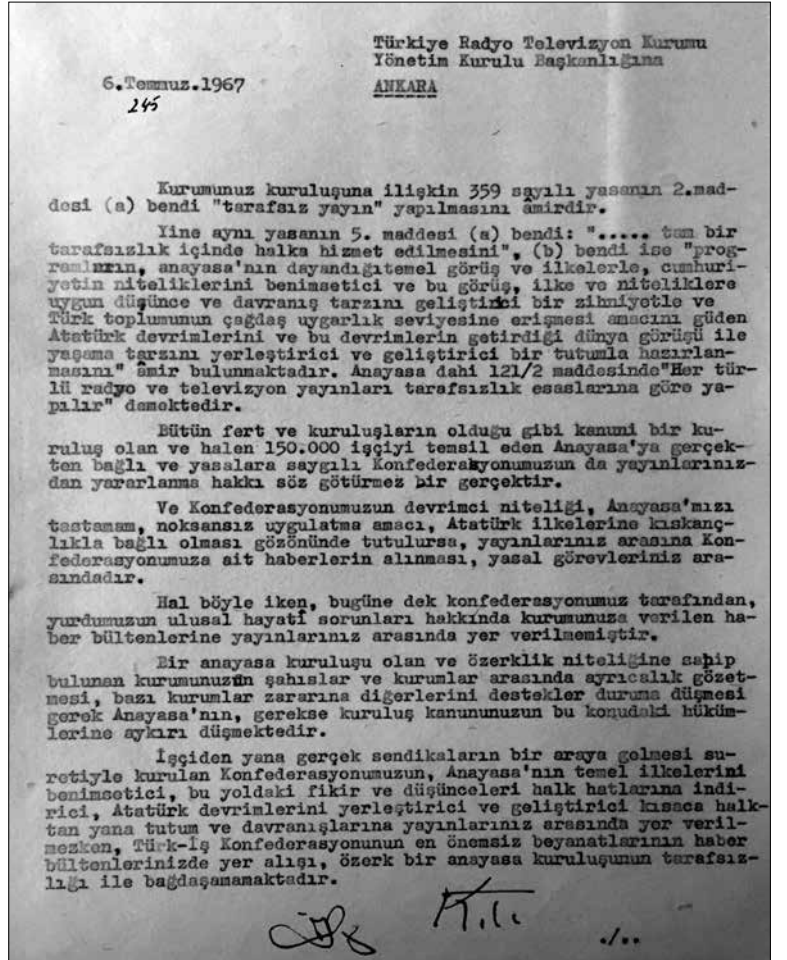 Türkiye Radyo Televizyon Kurumu
Yönetim Kurulu Başkanlığına
6.Temmuz.1967
ANKARA
245
Kurumunuz kuruluşuna ilişkin 359 sayılı yasanın 2.mad-
desi (a) bendi "tarafsız yayın" yapılmasını âmirdir.
Yine aynı yasanın 5. maddesi (a) bendi: "..... tam bir
tarafsızlık içinde halka hizmet edilmesini", (b) bendi ise "prog-
ramların, anayasa'nın dayandığıtemel görüş ve ilkelerle, cumhuri-
yetin niteliklerini benimsetici ve bu görüş, ilke ve niteliklere
uygun düşünce ve davranış tarzını geliştirici bir zihniyetle ve
Türk toplumunun çağdaş uygarlık seviyesine erişmesi amacını güden
Atatürk devrimlerini ve bu devrimlerin getirdiği dünya görüşü ile
yaşama tarzını yerleştirici ve geliştirici bir tutumla hazırlan-
masını" âmir bulunmaktadır. Anayasa dahi 121/2 maddesinde"Her tür-
lü radyo ve televizyon yayınları tarafsızlık esaslarına göre ya-
pılır" demektedir.
Bütün fert ve kuruluşların olduğu gibi kanuni bir ku-
ruluş olan ve halen 150.000 işçiyi temsil eden Anayasa'ya gerçek-
ten bağlı ve yasalara saygılı Konfederasyonumuzun da yayınlarınız-
dan yararlanma hakkı söz götürmez bir gerçektir.
Ve Konfederasyonumuzun devrimci niteliği, Anayasa'mızı
tastamam, noksansız uygulatma amacı, Atatürk ilkelerine kıskanç-
lıkla bağlı olması gözönünde tutulursa, yayınlarınız arasına Kon-
federasyonumuza ait haberlerin alınması, yasal görevleriniz ara-
sındadır.
Hal böyle iken, bugüne dek konfederasyonumuz tarafından,
yurdumuzun ulusal hayatî sorunları hakkında kurumunuza verilen ha-
ber bültenlerine yayınlarınız arasında yer verilmemiştir.
Bir anayasa kuruluşu olan ve özerklik niteliğine sahip
bulunan kurumunuzun şahıslar ve kurumlar arasında ayrıcalık gözet-
mesi, bazı kurumlar zararına diğerlerini destekler duruma düşmesi
gerek Anayasa'nın, gerekse kuruluş kanununuzun bu konudaki hüküm-
lerine aykırı düşmektedir.
İşçiden yana gerçek sendikaların bir araya gelmesi su-
retiyle kurulan Konfederasyonumuzun, Anayasa'nın temel ilkelerini
benimsetici, bu yoldaki fikir ve düşünceleri halk hatlarına indi-
rici, Atatürk devrimlerini yerleştirici ve geliştirici kısaca halk-
tan yana tutum ve davranışlarına yayınlarınız arasında yer veril-
mezken, Türk-İş Konfederasyonunun en önemsiz beyanatlarının haber
bültenlerinizde yer alışı, özerk bir anayasa kuruluşunun tarafsız-
lığı ile bağdaşamamaktadır.
./..